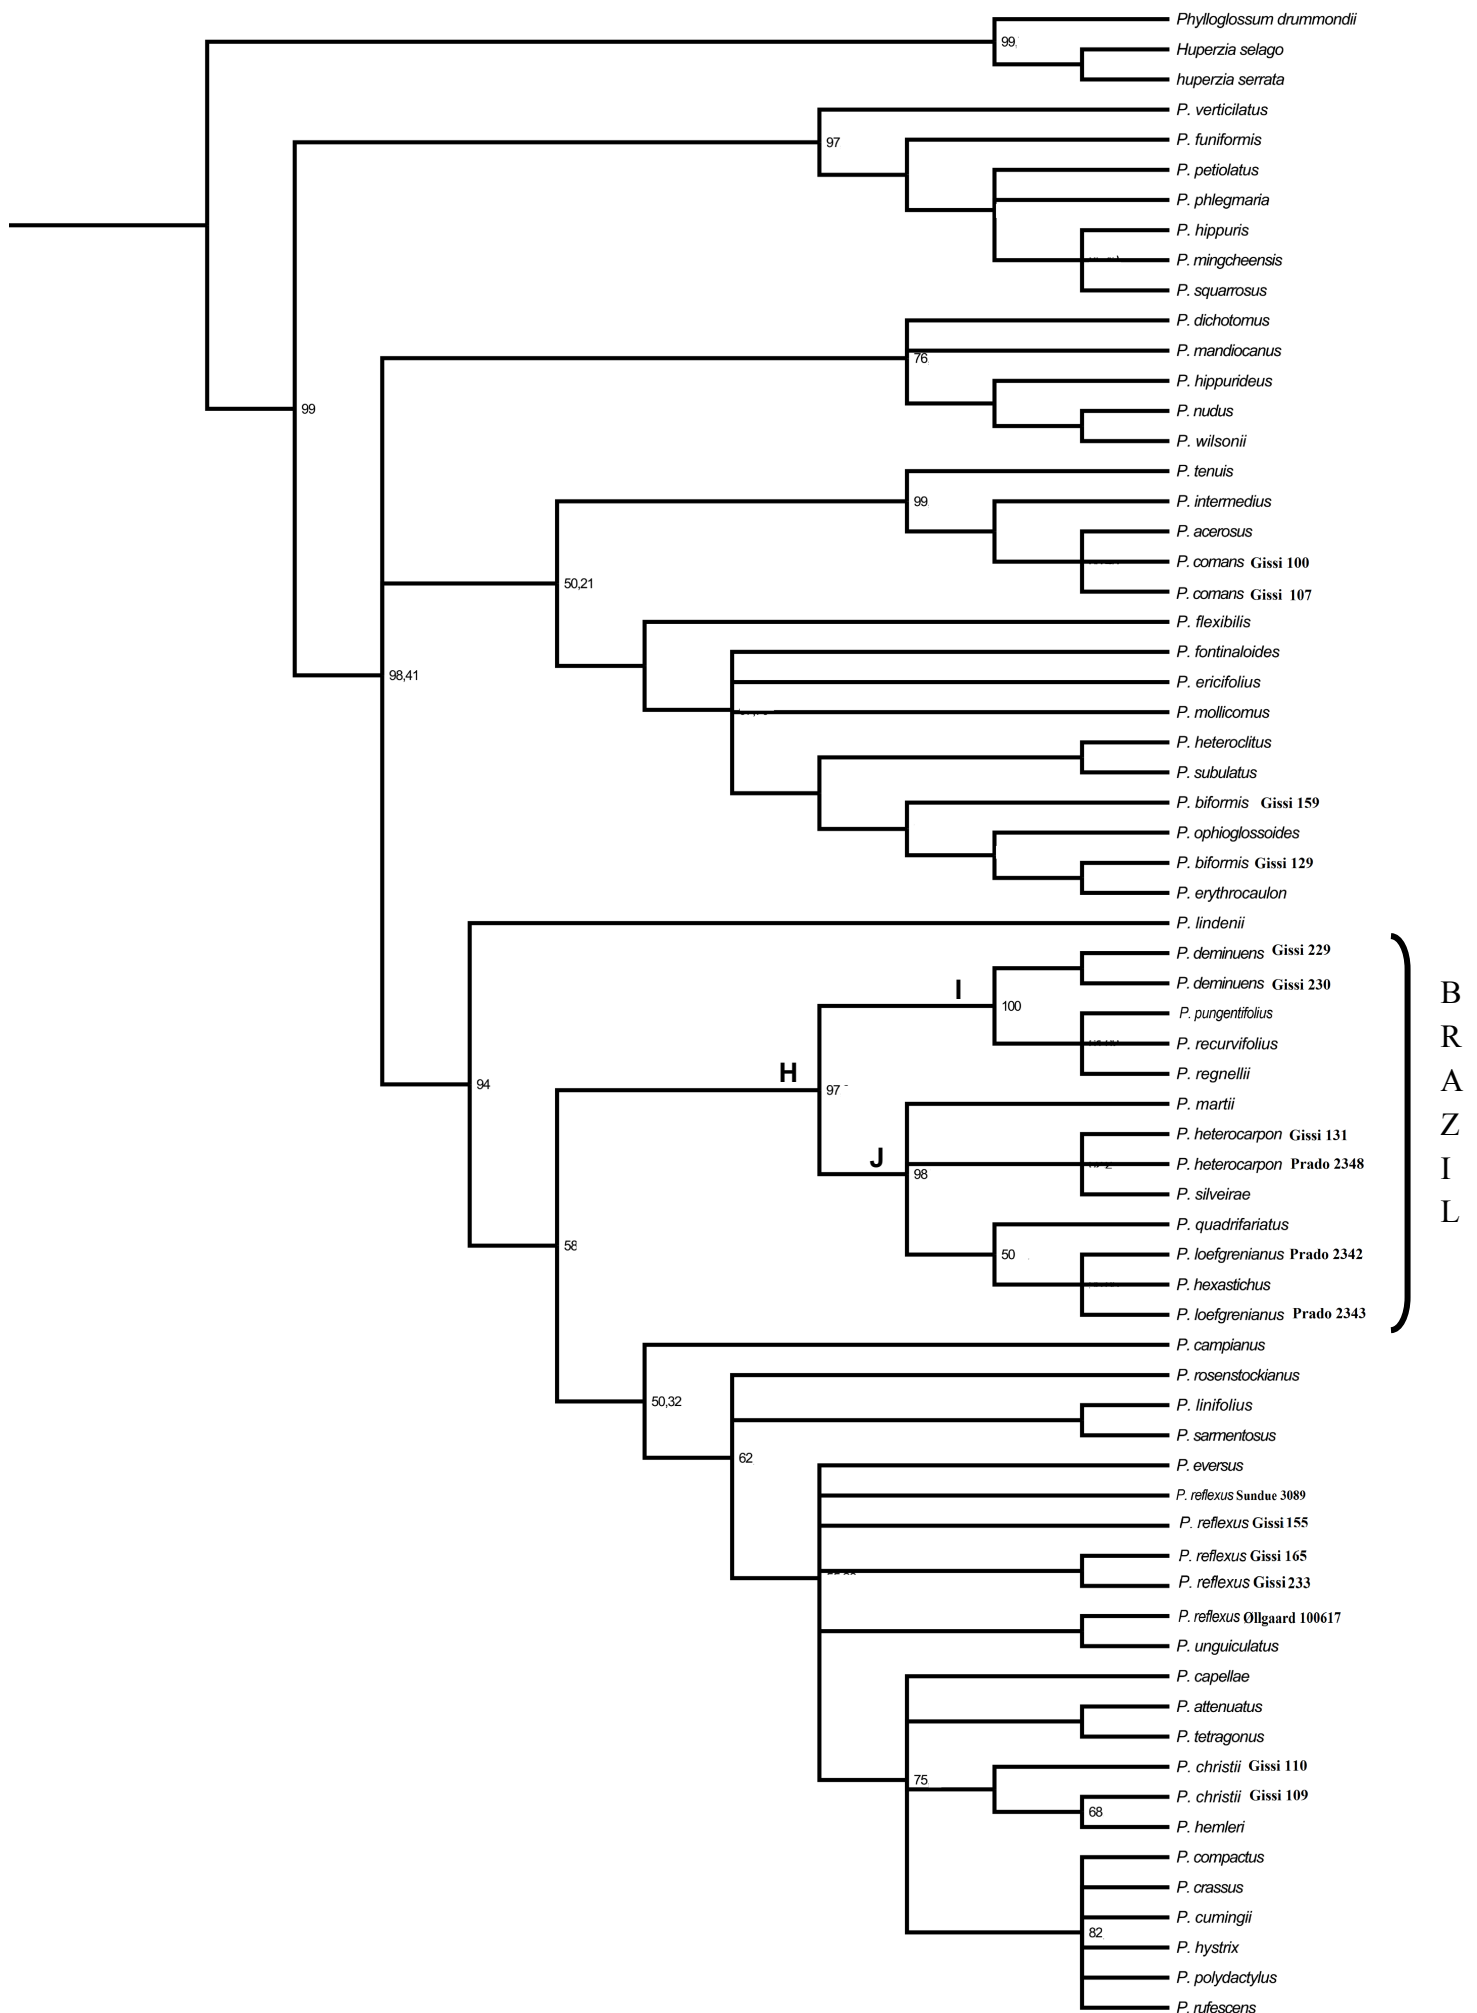 Phylloglossum drummondii
99
Huperzia selago
huperzia serrata
P. verticilatus
97
P. funiformis
P. petiolatus
P. phlegmaria
P. hippuris
P. mingcheensis
P. squarrosus
P. dichotomus
P. mandiocanus
76
P. hippurideus
99
P. nudus
P. wilsonii
P. tenuis
P. intermedius
99
P. acerosus
P. comans Gissi 100
50,21
P. comans Gissi 107
P. flexibilis
P. fontinaloides
98,41
P. ericifolius
P. mollicomus
P. heteroclitus
P. subulatus
P. biformis Gissi 159
P. ophioglossoides
P. biformis Gissi 129
P. erythrocaulon
P. lindenii
P. deminuens Gissi 229
P. deminuens Gissi 230
I
100
P. pungentifolius
P. recurvifolius
P. regnellii
H
94
97
P. martii
P. heterocarpon Gissi 131
J
P. heterocarpon Prado 2348
98
P. silveirae
P. quadrifariatus
58
50
P. loefgrenianus Prado 2342
P. hexastichus
P. loefgrenianus Prado 2343
B
R
A
Z
I
L
P. campianus
P. rosenstockianus
50,32
P. linifolius
P. sarmentosus
62
P. eversus
P. reflexus Sundue 3089
P. reflexus Gissi 155
P. reflexus Gissi 165
P. reflexus Gissi 233
P. reflexus Øllgaard 100617
P. unguiculatus
P. capellae
P. attenuatus
P. tetragonus
P. christii Gissi 110
75
P. christii Gissi 109
68
P. hemleri
P. compactus
P. crassus
P. cumingii
82
P. hystrix
P. polydactylus
P. rufescens